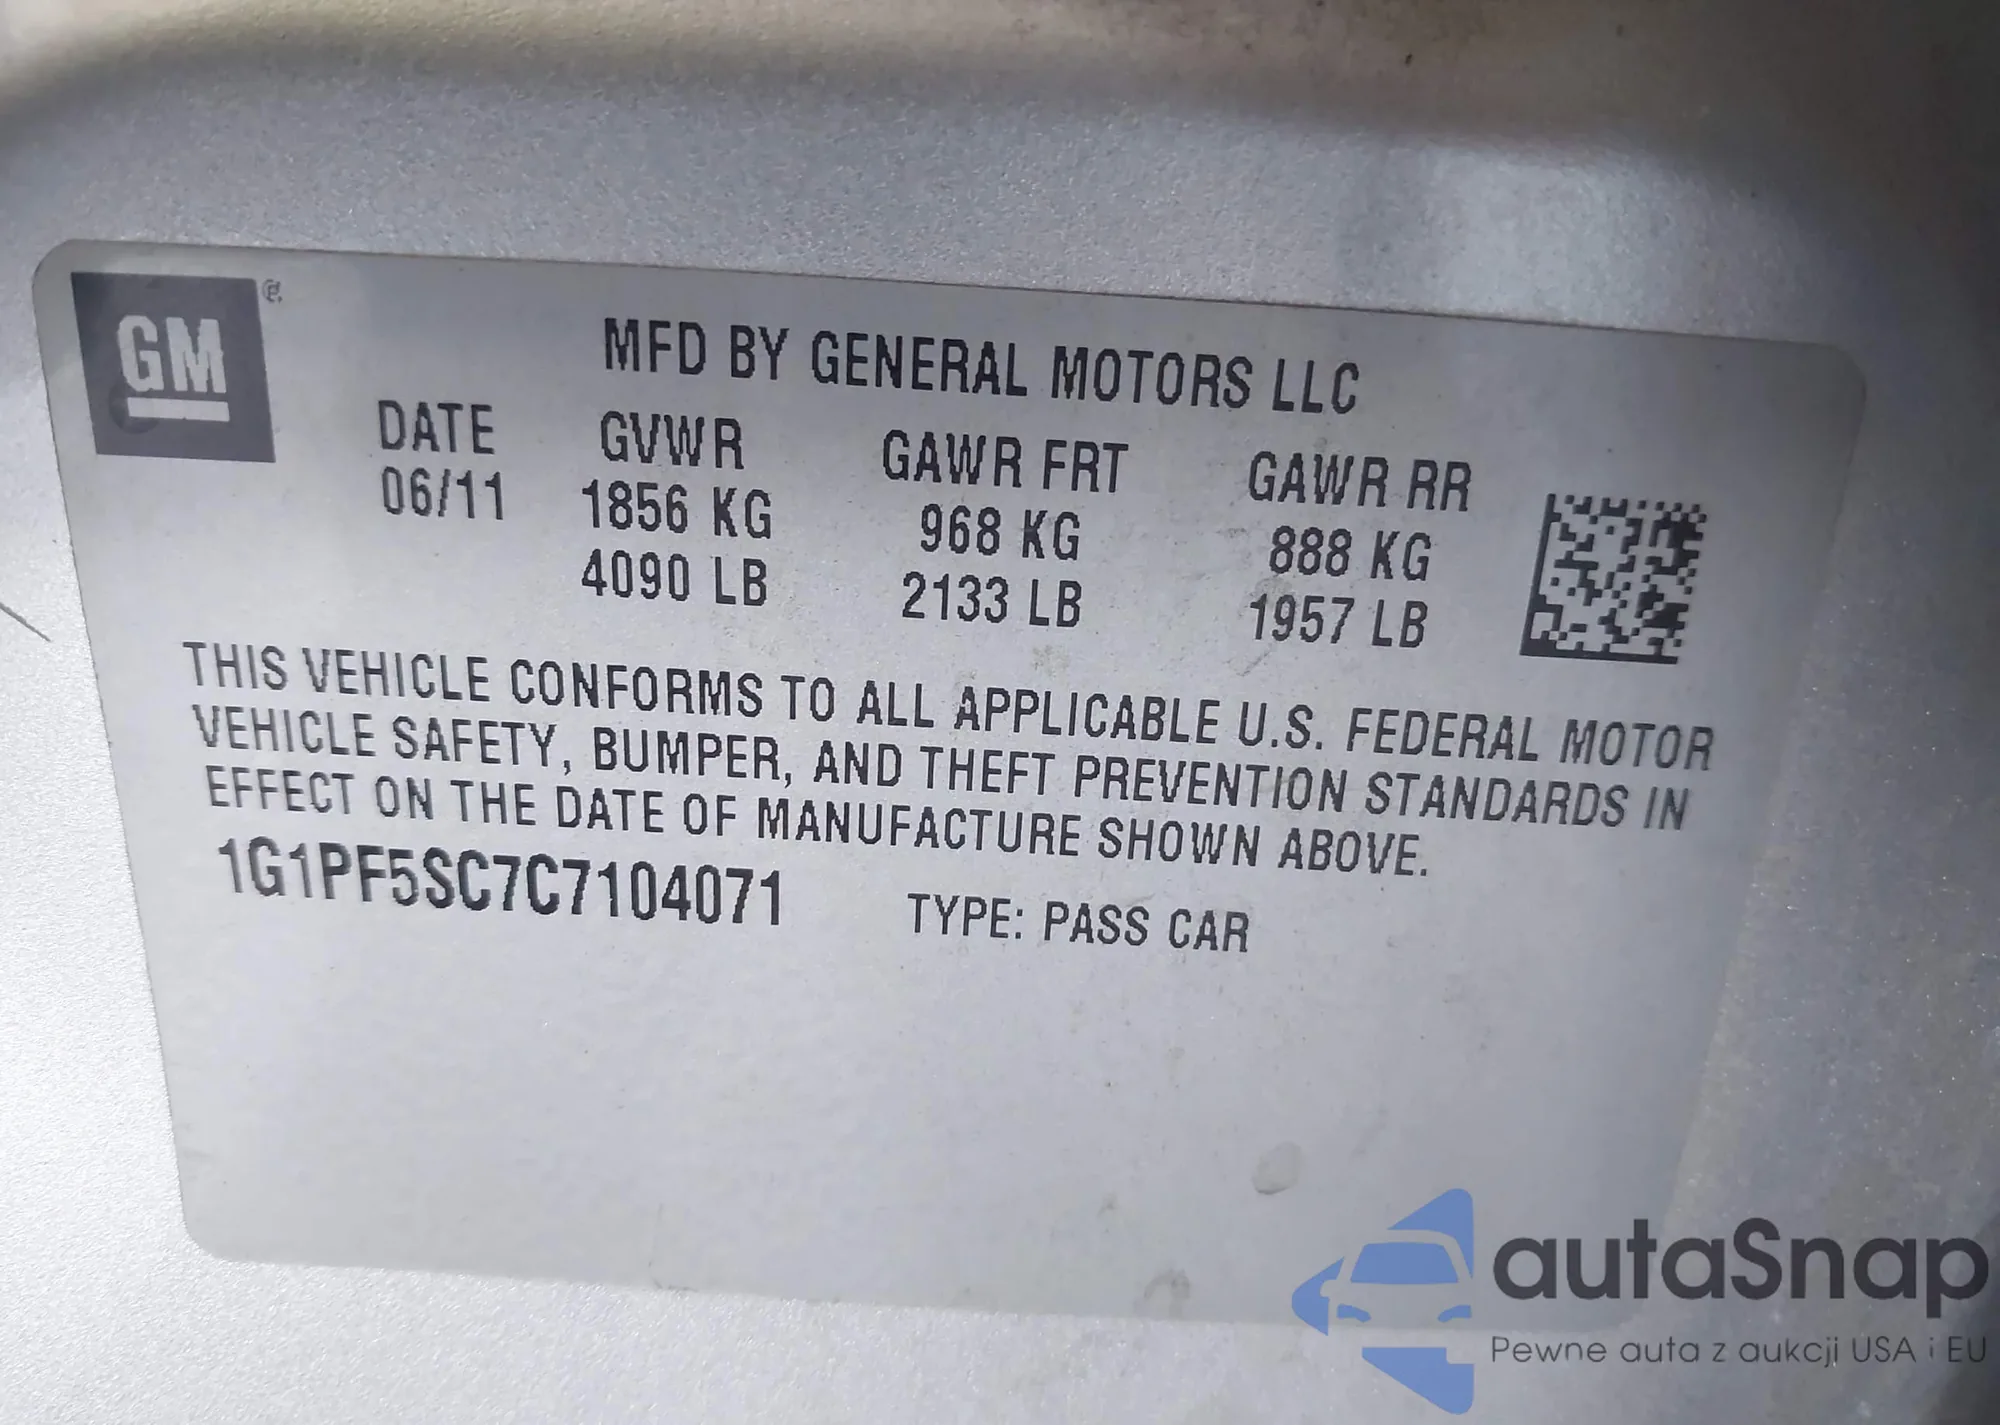 GM ®
MFD BY GENERAL MOTORS LLC
DATE GVWR GAWR FRT GAWR RR
06/11 1856 KG 968 KG 888 KG
4090 LB 2133 LB 1957 LB
THIS VEHICLE CONFORMS TO ALL APPLICABLE U.S. FEDERAL MOTOR
VEHICLE SAFETY, BUMPER, AND THEFT PREVENTION STANDARDS IN
EFFECT ON THE DATE OF MANUFACTURE SHOWN ABOVE.
1G1PF5SC7C7104071 TYPE: PASS CAR
autaSnap
Pewne auta z aukcji USA i EU